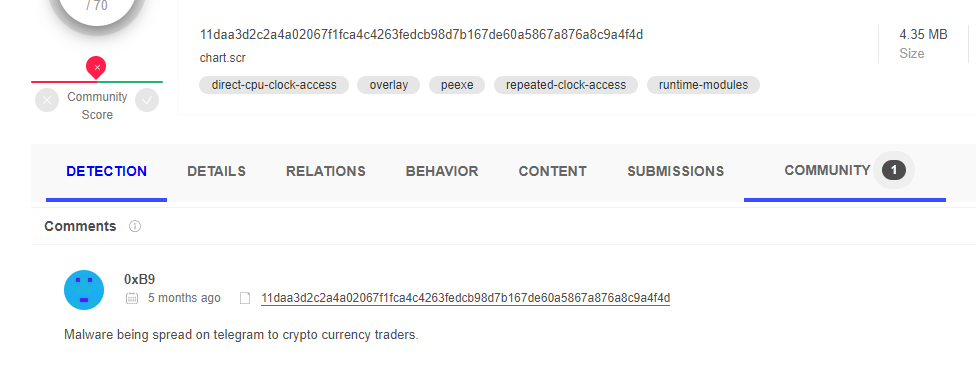 / 70
11daa3d2c2a4a02067f1fca4c4263fedcb98d7b167de60a5867a876a8c9a4f4d
4.35 MB
Size
chart.scr
direct-cpu-clock-access overlay peexe repeated-clock-access runtime-modules
Community
Score
DETECTION DETAILS RELATIONS BEHAVIOR CONTENT SUBMISSIONS COMMUNITY 1
Comments
0xB9
5 months ago 11daa3d2c2a4a02067f1fca4c4263fedcb98d7b167de60a5867a876a8c9a4f4d
Malware being spread on telegram to crypto currency traders.